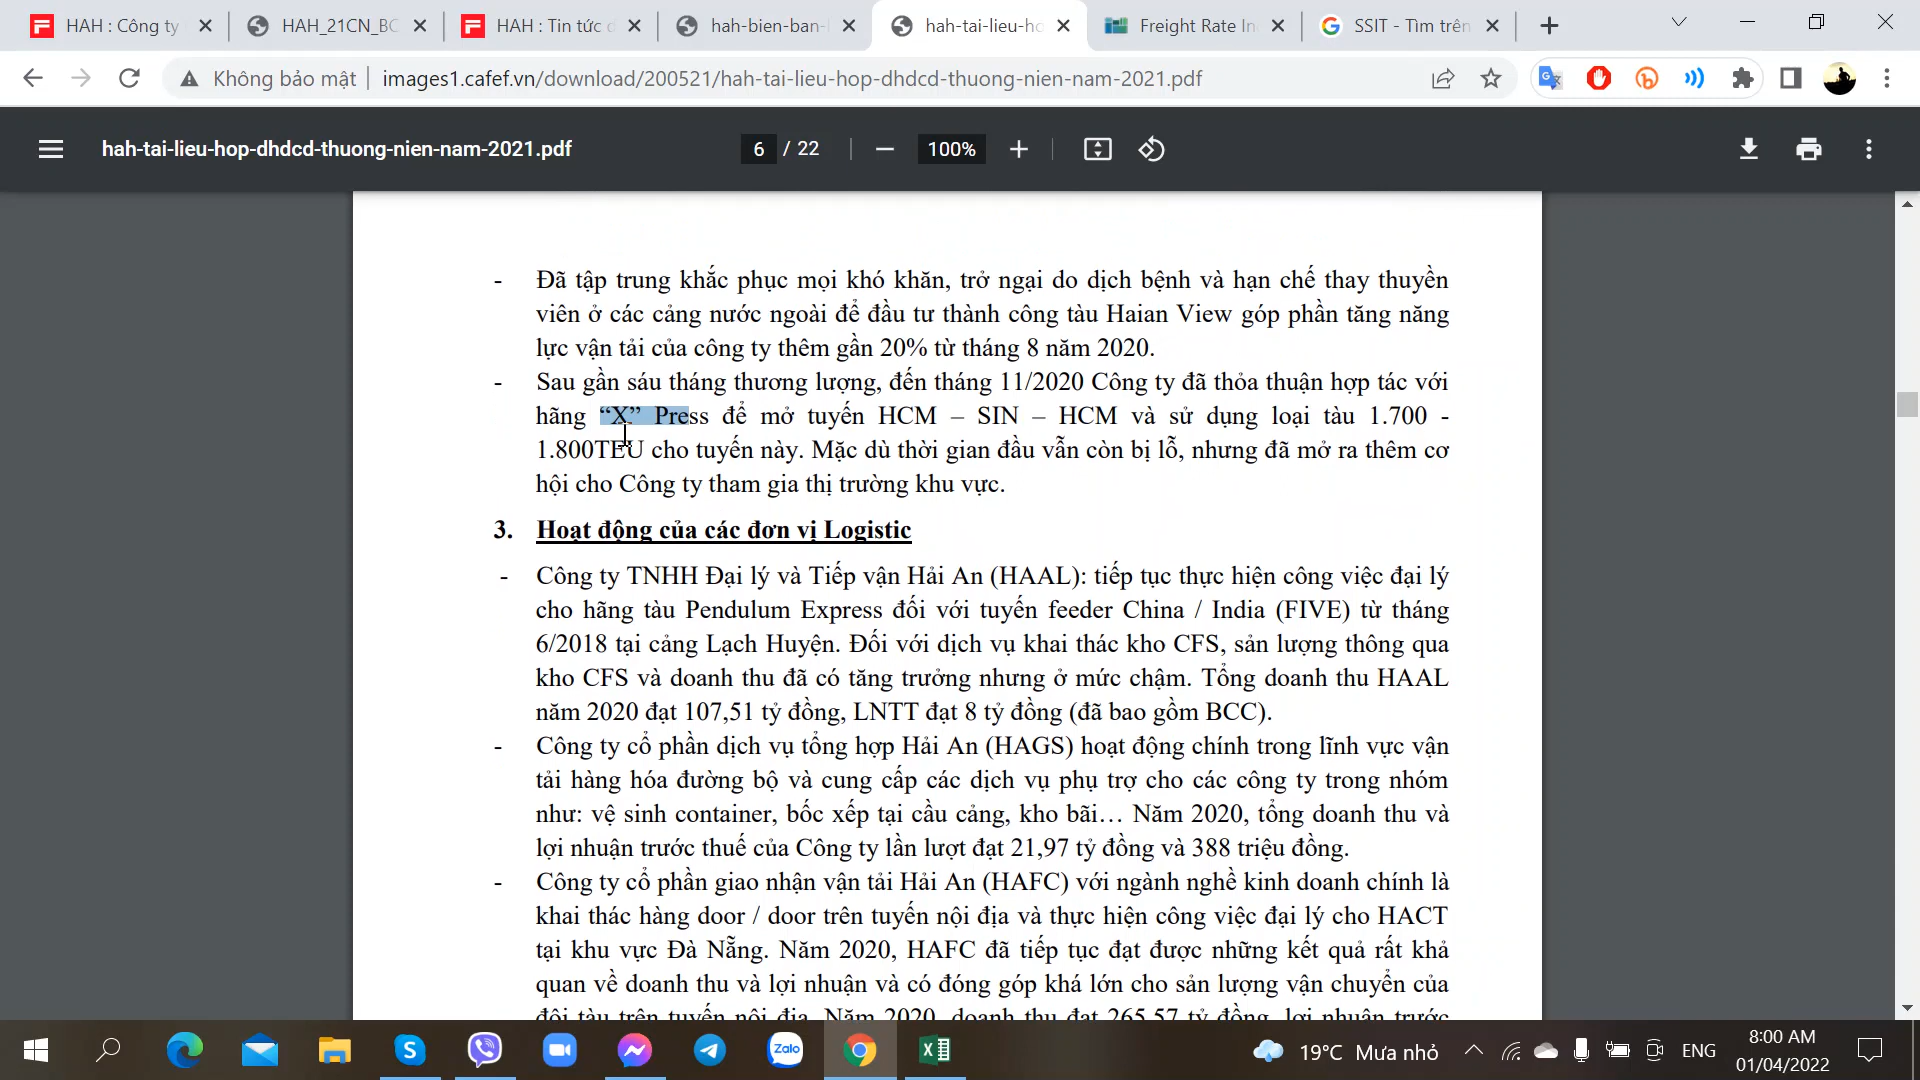 HAH : Công ty
HAH_21CN_BC
HAH : Tin tức
hah-bien-ban-
hah-tai-lieu-ho
Freight Rate In
SSIT - Tìm trên
Không bảo mật
images1.cafef.vn/download/200521/hah-tai-lieu-hop-dhdcd-thuong-nien-nam-2021.pdf
hah-tai-lieu-hop-dhdcd-thuong-nien-nam-2021.pdf
6 / 22
100%
- Đã tập trung khắc phục mọi khó khăn, trở ngại do dịch bệnh và hạn chế thay thuyền
viên ở các cảng nước ngoài để đầu tư thành công tàu Haian View góp phần tăng năng
lực vận tải của công ty thêm gần 20% từ tháng 8 năm 2020.
- Sau gần sáu tháng thương lượng, đến tháng 11/2020 Công ty đã thỏa thuận hợp tác với
hãng “X” Press để mở tuyến HCM – SIN – HCM và sử dụng loại tàu 1.700 -
1.800TEU cho tuyến này. Mặc dù thời gian đầu vẫn còn bị lỗ, nhưng đã mở ra thêm cơ
hội cho Công ty tham gia thị trường khu vực.
3. Hoạt động của các đơn vị Logistic
- Công ty TNHH Đại lý và Tiếp vận Hải An (HAAL): tiếp tục thực hiện công việc đại lý
cho hãng tàu Pendulum Express đối với tuyến feeder China / India (FIVE) từ tháng
6/2018 tại cảng Lạch Huyện. Đối với dịch vụ khai thác kho CFS, sản lượng thông qua
kho CFS và doanh thu đã có tăng trưởng nhưng ở mức chậm. Tổng doanh thu HAAL
năm 2020 đạt 107,51 tỷ đồng, LNTT đạt 8 tỷ đồng (đã bao gồm BCC).
- Công ty cổ phần dịch vụ tổng hợp Hải An (HAGS) hoạt động chính trong lĩnh vực vận
tải hàng hóa đường bộ và cung cấp các dịch vụ phụ trợ cho các công ty trong nhóm
như: vệ sinh container, bốc xếp tại cầu cảng, kho bãi… Năm 2020, tổng doanh thu và
lợi nhuận trước thuế của Công ty lần lượt đạt 21,97 tỷ đồng và 388 triệu đồng.
- Công ty cổ phần giao nhận vận tải Hải An (HAFC) với ngành nghề kinh doanh chính là
khai thác hàng door / door trên tuyến nội địa và thực hiện công việc đại lý cho HACT
tại khu vực Đà Nẵng. Năm 2020, HAFC đã tiếp tục đạt được những kết quả rất khả
quan về doanh thu và lợi nhuận và có đóng góp khá lớn cho sản lượng vận chuyển của
đội tàu trên tuyến nội địa. Năm 2020, doanh thu đạt 265,57 tỷ đồng, lợi nhuận trước
Zalo
19°C Mưa nhỏ
ENG
8:00 AM
01/04/2022